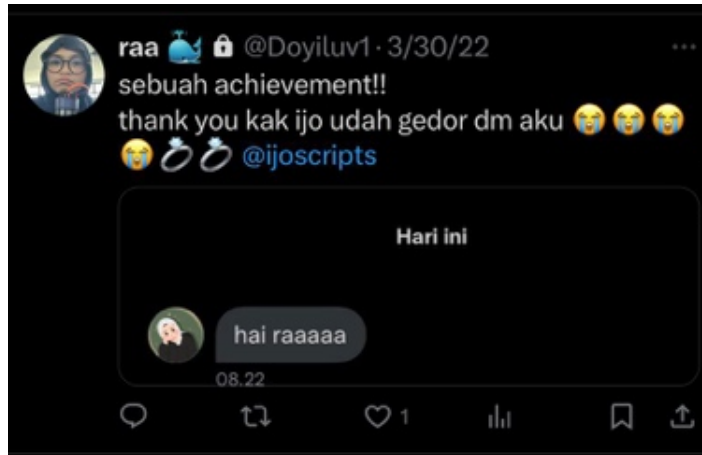 raa 🐳 🔒 @Doyiluv1 · 3/30/22
sebuah achievement!!
thank you kak ijo udah gedor dm aku 😭😭😭
😭💍💍 @ijoscripts
Hari ini
hai raaaaa
08.22
1